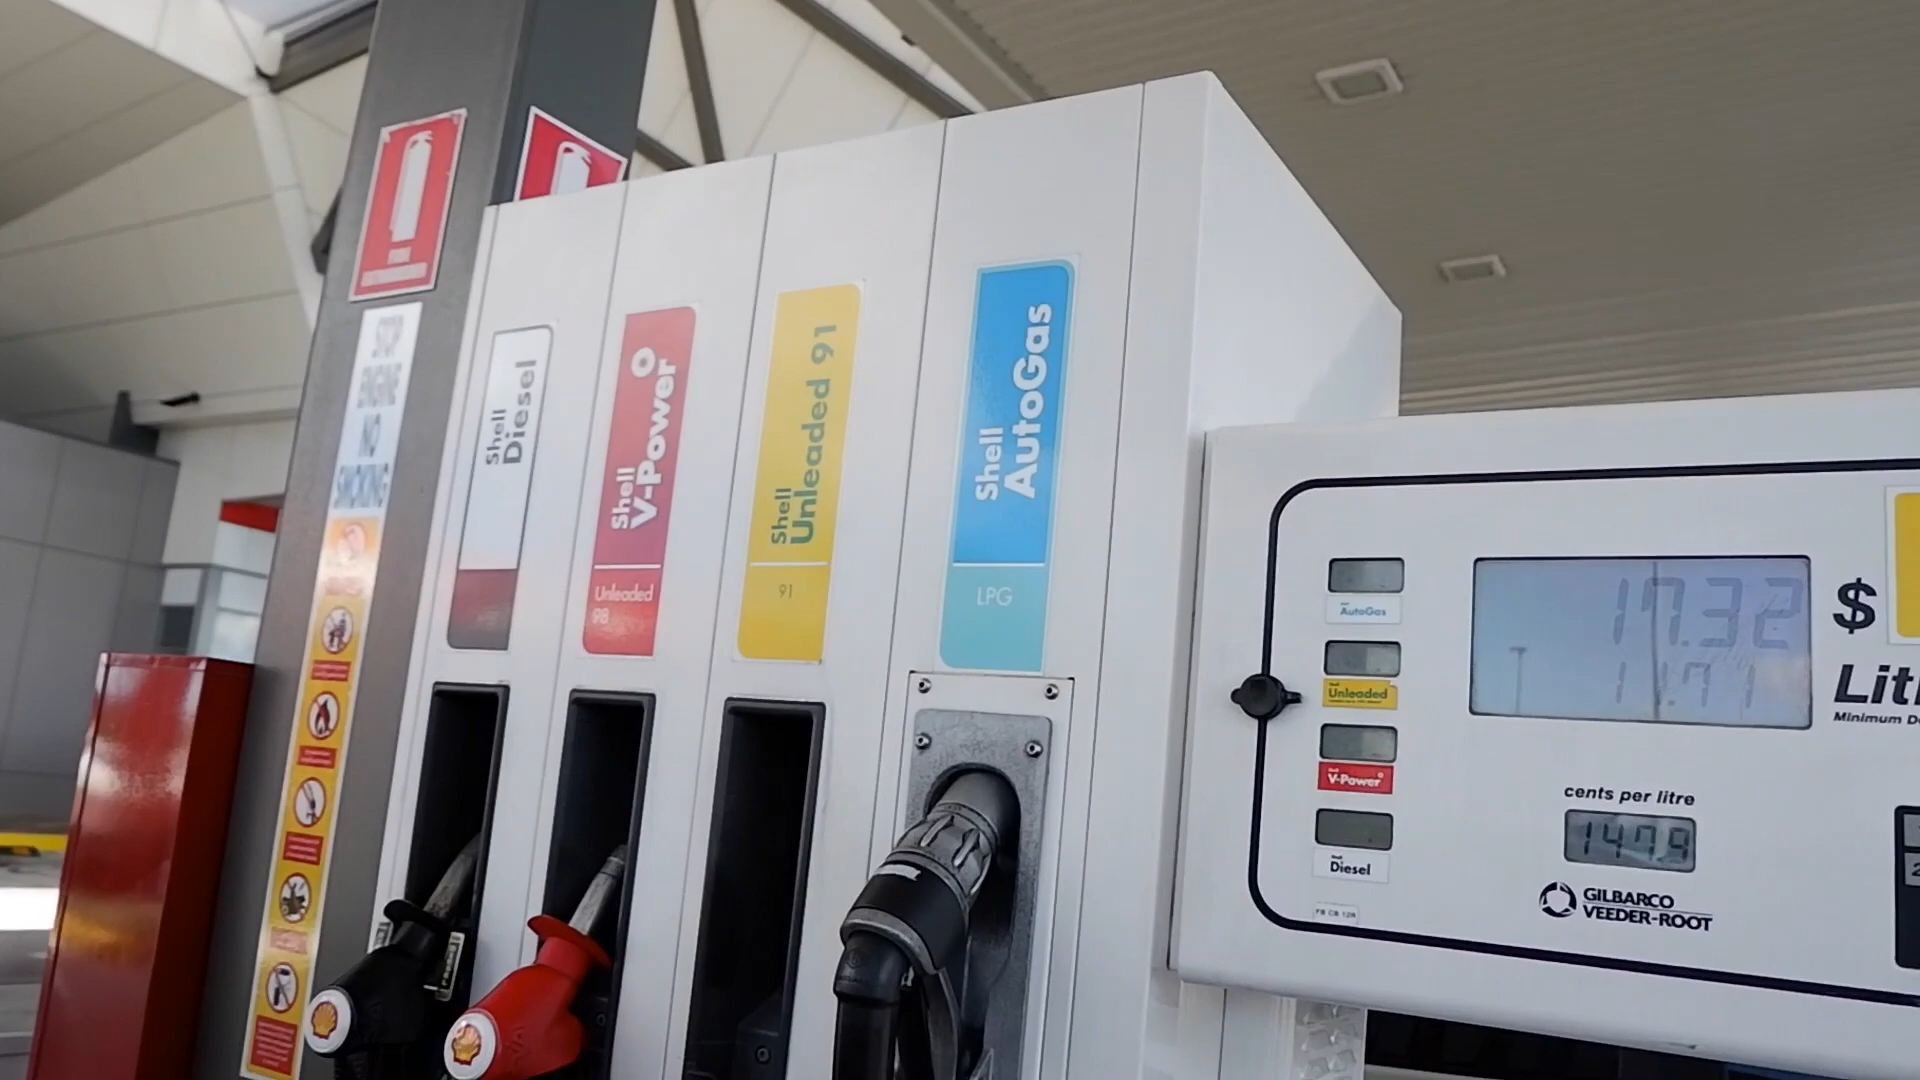 STOP
ENGINE
NO
SMOKING
Shell
Diesel
Shell
V-Power
Unleaded
98
Shell
Unleaded 91
91
Shell
AutoGas
LPG
AutoGas
Unleaded
V-Power
Diesel
17.32
$
11.71
Lit
Minimum D
cents per litre
147.9
GILBARCO
VEEDER-ROOT